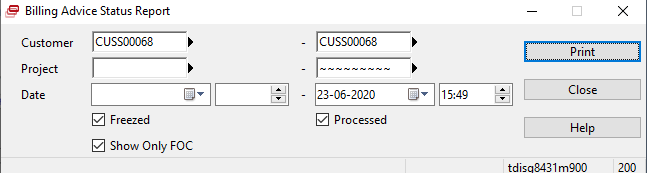 Billing Advice Status Report
Customer CUSS00068 - CUSS00068 Print
Project - ~~~~~~~~~
Date - 23-06-2020 15:49 Close
Freezed Processed Help
Show Only FOC
tdisg8431m900 200